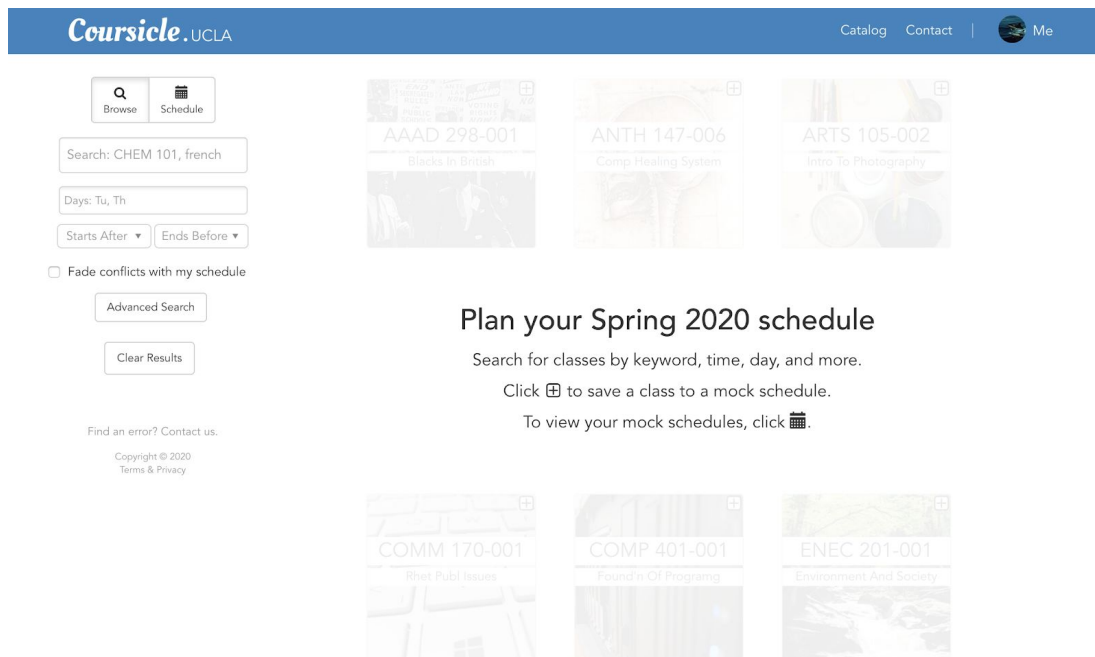 Coursicle.UCLA
Catalog Contact | Me
Browse Schedule
Search: CHEM 101, french
Days: Tu, Th
Starts After ▼ Ends Before ▼
Fade conflicts with my schedule
Advanced Search
Clear Results
Find an error? Contact us.
Copyright © 2020
Terms & Privacy
AAAD 298-001
Blacks In British
ANTH 147-006
Comp Healing System
ARTS 105-002
Intro To Photography
Plan your Spring 2020 schedule
Search for classes by keyword, time, day, and more.
Click to save a class to a mock schedule.
To view your mock schedules, click .
COMM 170-001
Rhet Publ Issues
COMP 401-001
Found'n Of Programg
ENEC 201-001
Environment And Society